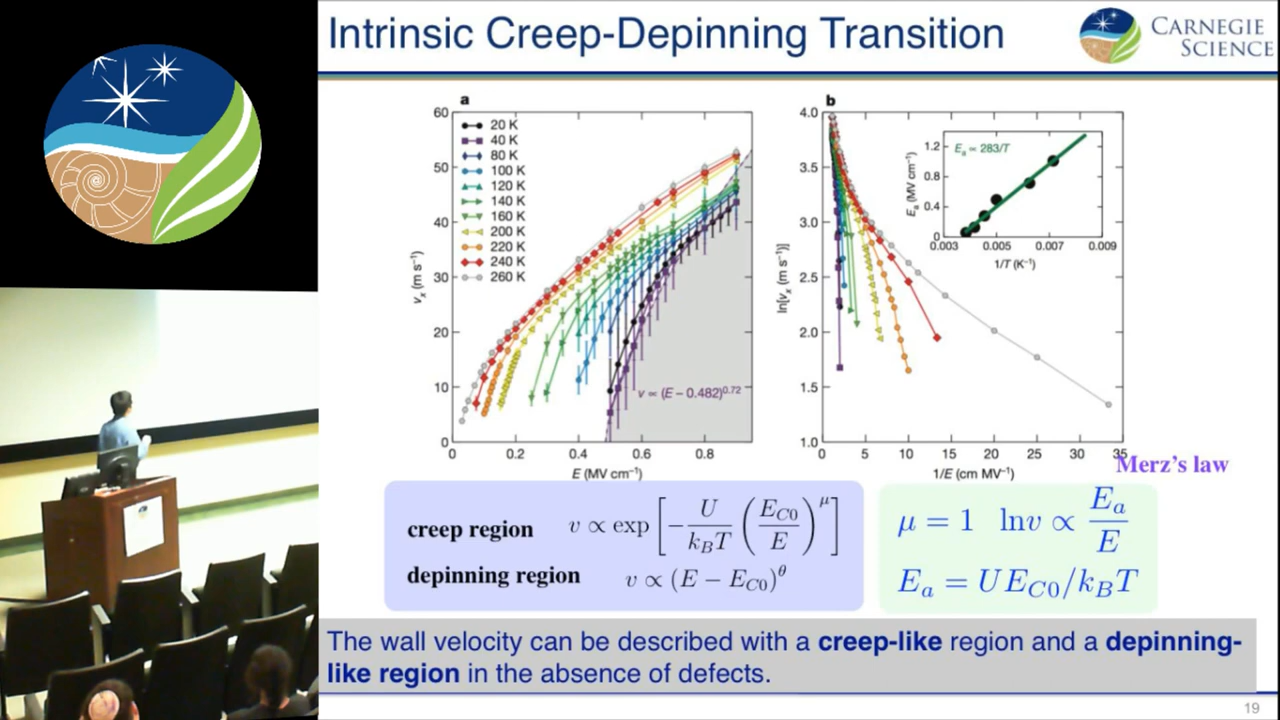 Intrinsic Creep-Depinning Transition
CARNEGIE
SCIENCE
a
60
50
40
30
20
10
0
0
0.2
0.4
0.6
0.8
vₓ (m s⁻¹)
E (MV cm⁻¹)
20 K
40 K
80 K
100 K
120 K
140 K
160 K
200 K
220 K
240 K
260 K
v ∝ (E − 0.482)^0.72
b
4.0
3.5
3.0
2.5
2.0
1.5
1.0
0
5
10
15
20
25
30
35
ln[vₓ (m s⁻¹)]
1/E (cm MV⁻¹)
Eₐ ∝ 283/T
1.2
0.8
0.4
0
0.003
0.005
0.007
0.009
Eₐ (MV cm⁻¹)
1/T (K⁻¹)
Merz's law
creep region v ∝ exp[−U/k_BT (E_C0/E)^μ]
depinning region v ∝ (E − E_C0)^θ
μ = 1 lnv ∝ Eₐ/E
Eₐ = UE_C0/k_BT
The wall velocity can be described with a creep-like region and a depinning-
like region in the absence of defects.
19